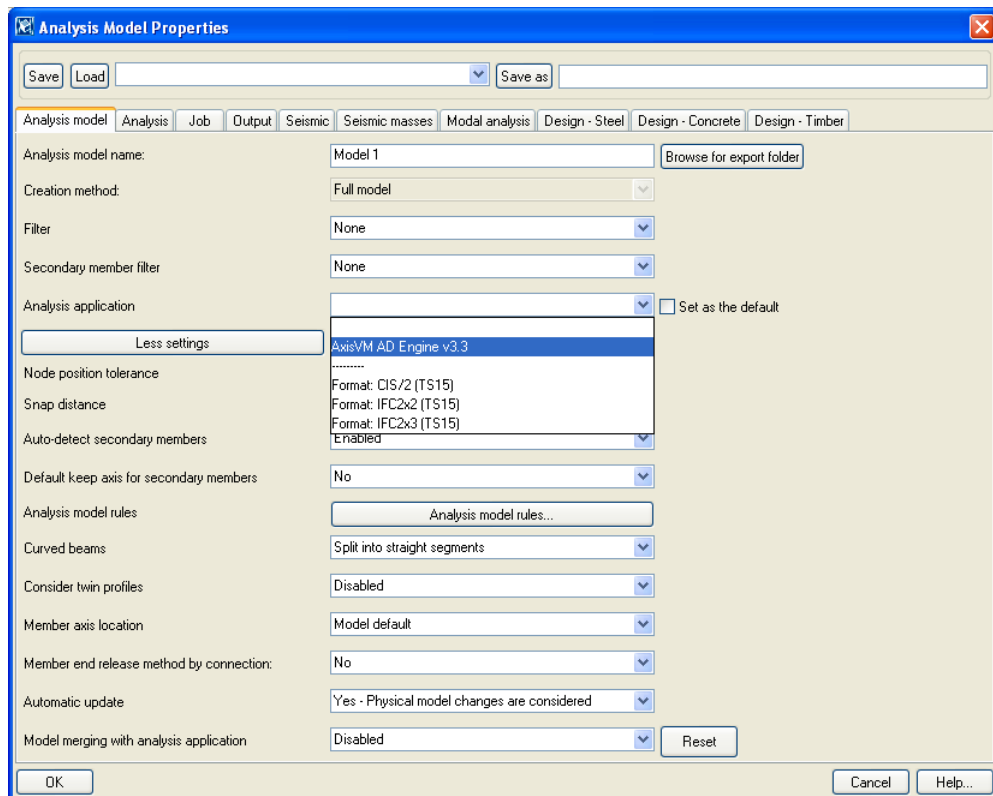 Analysis Model Properties
Save Load Save as
Analysis model Analysis Job Output Seismic Seismic masses Modal analysis Design - Steel Design - Concrete Design - Timber
Analysis model name: Model 1 Browse for export folder
Creation method: Full model
Filter None
Secondary member filter None
Analysis application Set as the default
Less settings AxisVM AD Engine v3.3
---------
Node position tolerance Format: CIS/2 (TS15)
Snap distance Format: IFC2x2 (TS15)
Format: IFC2x3 (TS15)
Auto-detect secondary members Enabled
Default keep axis for secondary members No
Analysis model rules Analysis model rules...
Curved beams Split into straight segments
Consider twin profiles Disabled
Member axis location Model default
Member end release method by connection: No
Automatic update Yes - Physical model changes are considered
Model merging with analysis application Disabled Reset
OK Cancel Help...